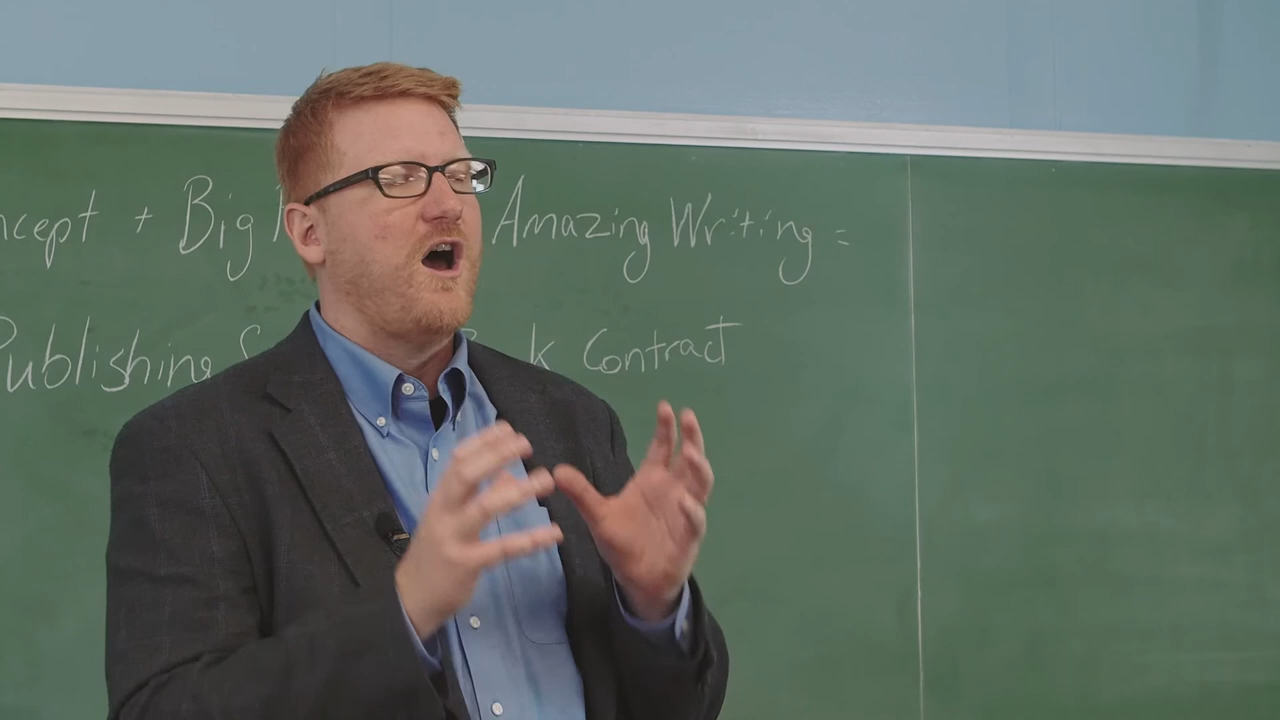 ncept + Big Amazing Writing =
Publishing k Contract